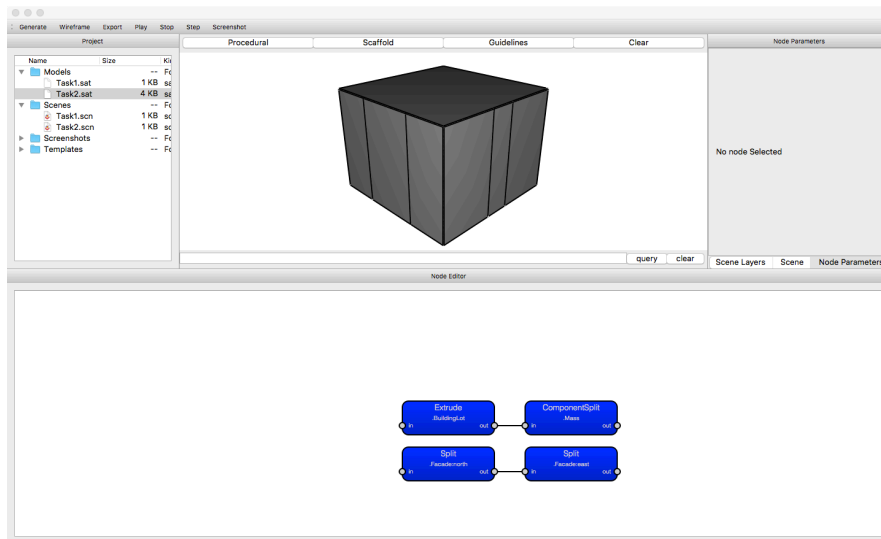 Generate Wireframe Export Play Stop Step Screenshot
Project
Name Size
Models --
Task1.sat 1 KB
Task2.sat 4 KB
Scenes --
Task1.scn 1 KB
Task2.scn 1 KB
Screenshots --
Templates --
Procedural Scaffold Guidelines Clear
query clear
Node Parameters
No node Selected
Scene Layers Scene Node Parameters
Node Editor
Extrude
.BuildingLot
in out
ComponentSplit
.Mass
in out
Split
.Facade:north
in out
Split
.Facade:east
in out